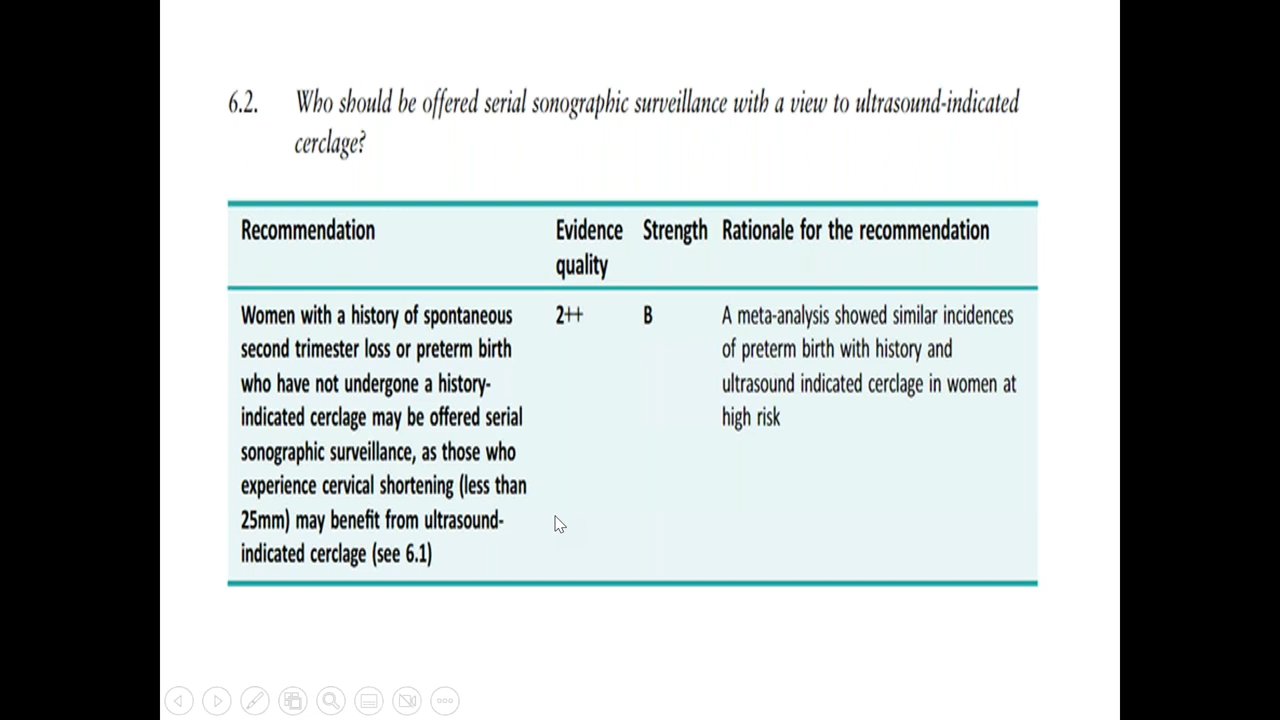 6.2. Who should be offered serial sonographic surveillance with a view to ultrasound-indicated
cerclage?
Recommendation
Evidence
quality
Strength
Rationale for the recommendation
Women with a history of spontaneous
second trimester loss or preterm birth
who have not undergone a history-
indicated cerclage may be offered serial
sonographic surveillance, as those who
experience cervical shortening (less than
25mm) may benefit from ultrasound-
indicated cerclage (see 6.1)
2++
B
A meta-analysis showed similar incidences
of preterm birth with history and
ultrasound indicated cerclage in women at
high risk